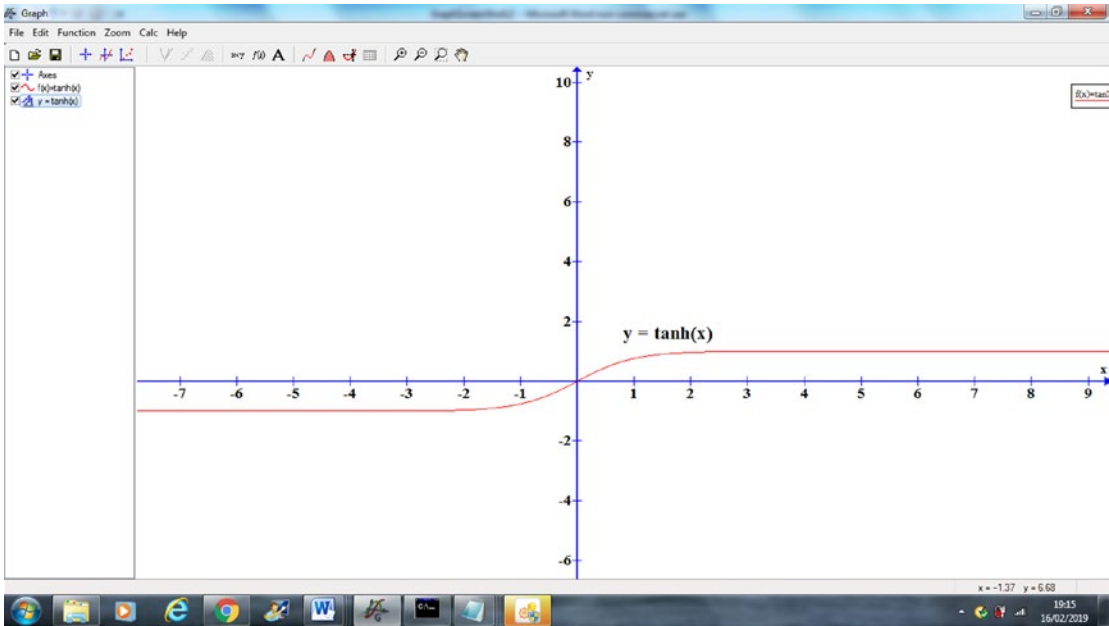 Graph
File Edit Function Zoom Calc Help
A
Axes
f(x)=tanh(x)
y = tanh(x)
10 y
8
6
4
2
y = tanh(x)
x
-7 -6 -5 -4 -3 -2 -1 1 2 3 4 5 6 7 8 9
-2
-4
-6
x = -1.37 y = 6.68
19:15
16/02/2019